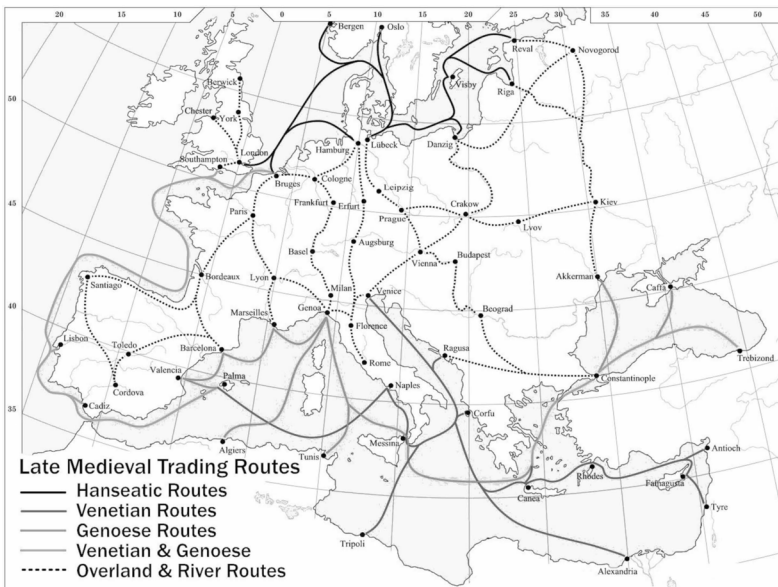 20 15 10 5 0 5 10 15 20 25 30 35 40 45 50
50
45
40
35
Bergen
Oslo
Reval
Novogorod
Visby
Riga
Berwick
Chester
York
London
Southampton
Hamburg
Lübeck
Danzig
Bruges
Cologne
Leipzig
Frankfurt
Erfurt
Prague
Crakow
Lvov
Kiev
Paris
Augsburg
Basel
Vienna
Budapest
Akkerman
Caffa
Santiago
Bordeaux
Lyon
Milan
Venice
Genoa
Beograd
Marseilles
Florence
Lisbon
Toledo
Barcelona
Rome
Ragusa
Trebizond
Valencia
Palma
Cordova
Constantinople
Naples
Cadiz
Corfu
Algiers
Tunis
Messina
Antioch
Rhodes
Famagusta
Canea
Tyre
Tripoli
Alexandria
Late Medieval Trading Routes
Hanseatic Routes
Venetian Routes
Genoese Routes
Venetian & Genoese
Overland & River Routes